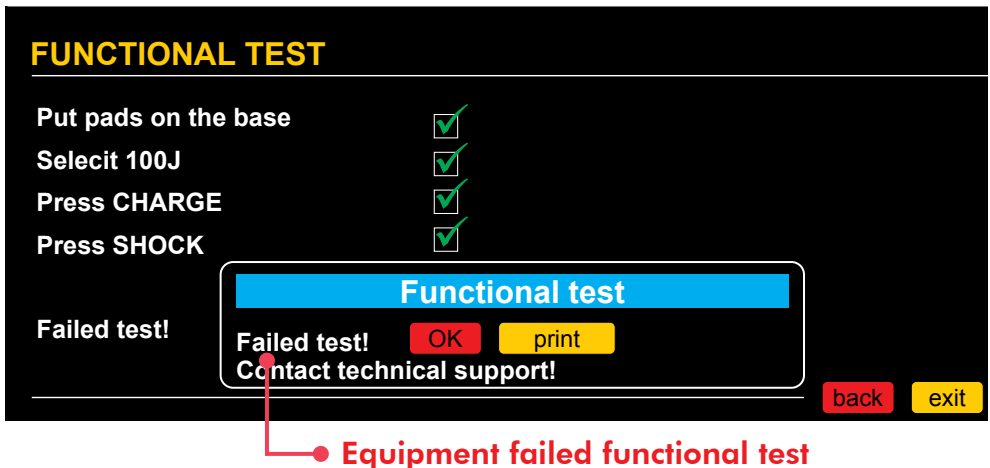 FUNCTIONAL TEST
Put pads on the base
Selecit 100J
Press CHARGE
Press SHOCK
Functional test
Failed test!
Failed test! OK print
Contact technical support!
back exit
Equipment failed functional test